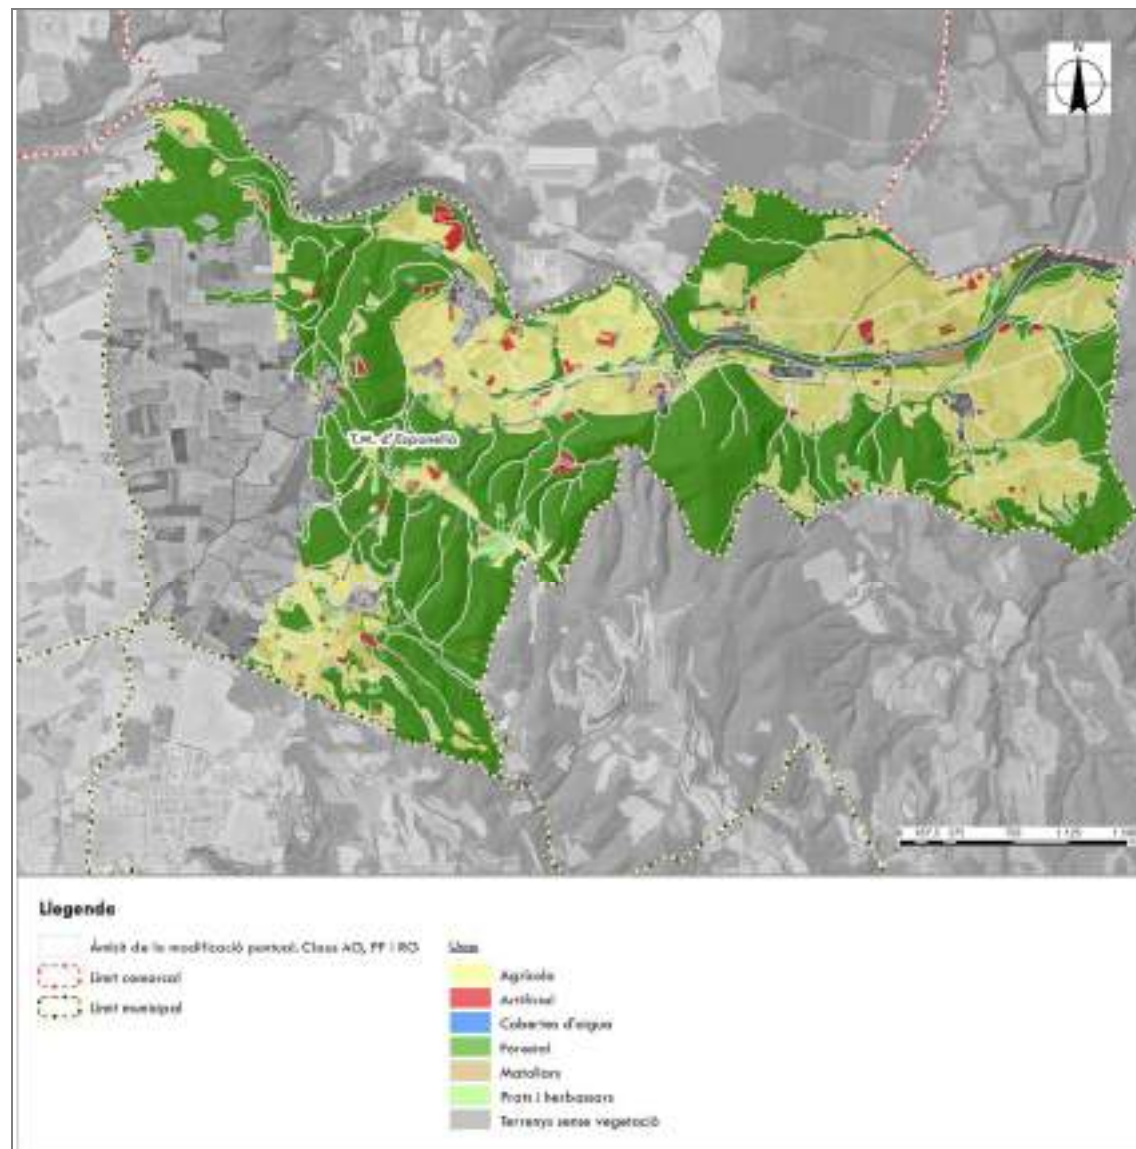 N
T.M. d'Esponellà
Llegenda
Àmbit de la modificació puntual. Claus AO, PF i RO
Límit comarcal
Límit municipal
Usos
Agrícola
Artificial
Cobertes d'aigua
Forestal
Matollars
Prats i herbassars
Terrenys sense vegetació